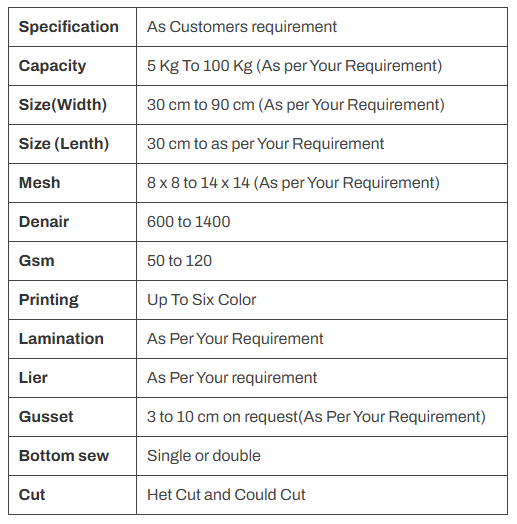 Specification As Customers requirement
Capacity 5 Kg To 100 Kg (As per Your Requirement)
Size(Width) 30 cm to 90 cm (As per Your Requirement)
Size (Lenth) 30 cm to as per Your Requirement
Mesh 8 x 8 to 14 x 14 (As per Your Requirement)
Denair 600 to 1400
Gsm 50 to 120
Printing Up To Six Color
Lamination As Per Your Requirement
Lier As Per Your requirement
Gusset 3 to 10 cm on request(As Per Your Requirement)
Bottom sew Single or double
Cut Het Cut and Could Cut